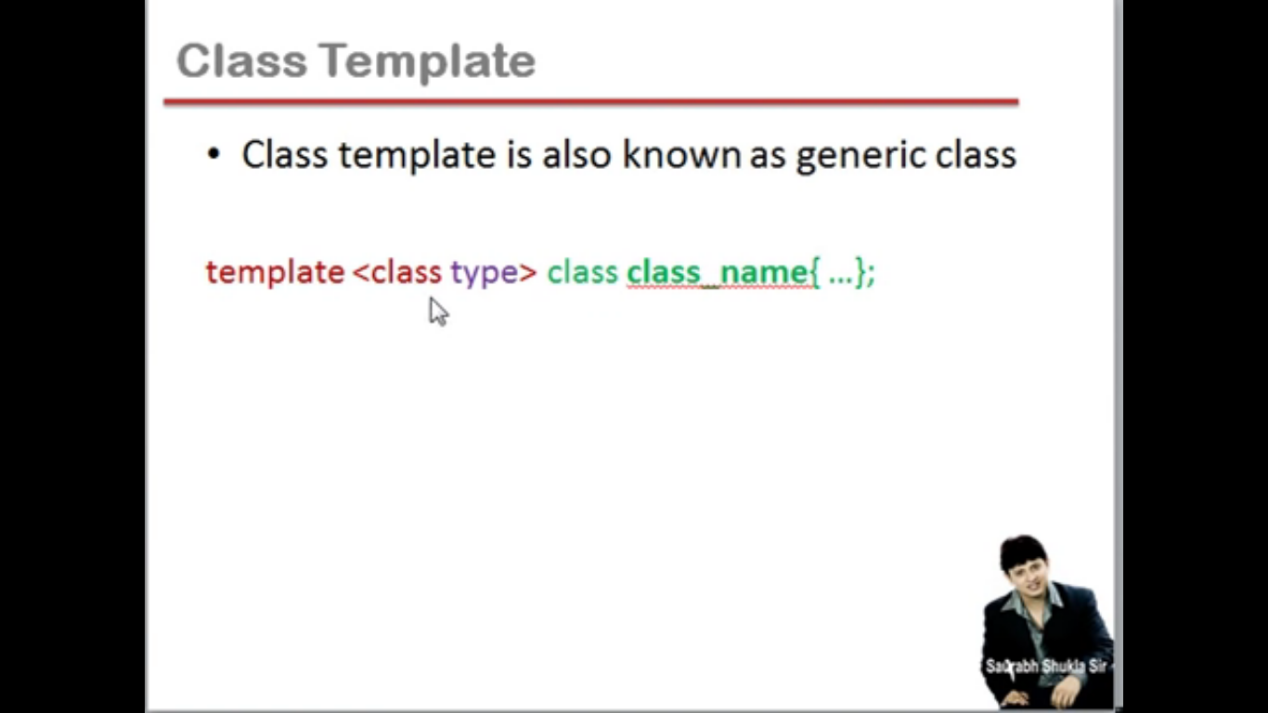 Class Template
• Class template is also known as generic class
template <class type> class class_name{ ...};
Saurabh Shukla Sir